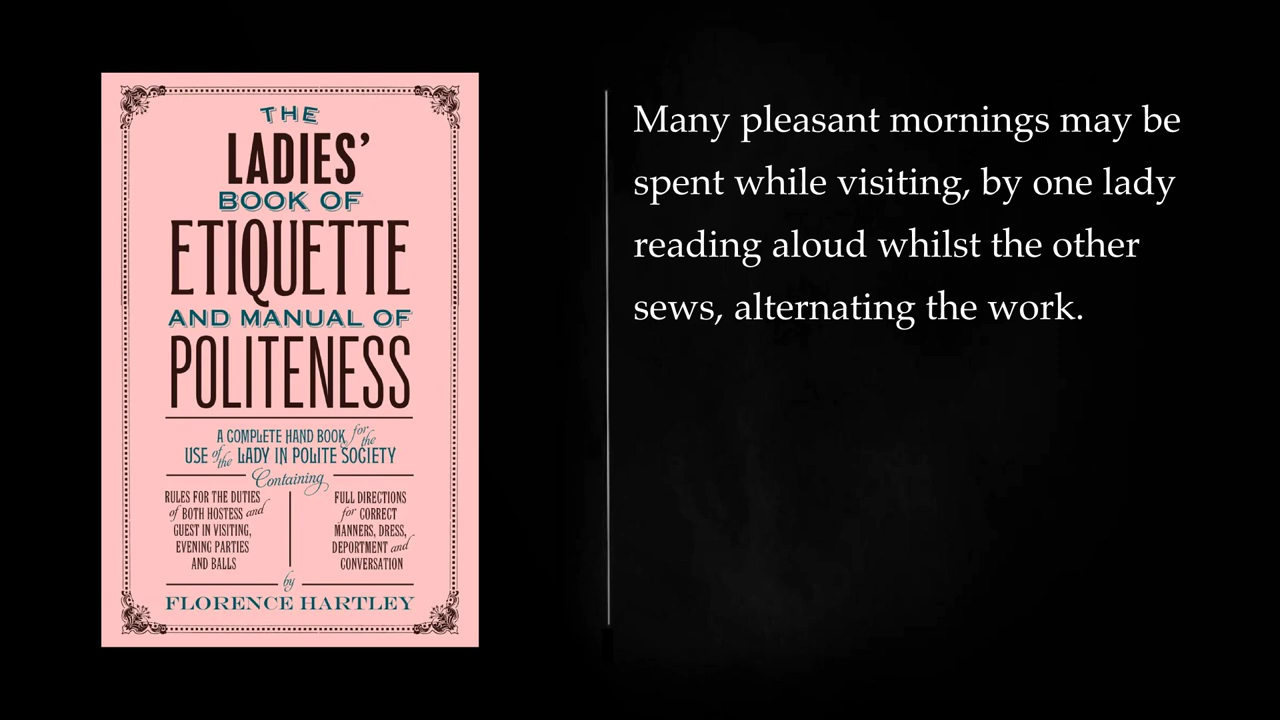 THE
LADIES'
BOOK OF
ETIQUETTE
AND MANUAL OF
POLITENESS
A COMPLETE HAND BOOK for the
USE of the LADY IN POLITE SOCIETY
Containing
RULES FOR THE DUTIES
of BOTH HOSTESS and
GUEST IN VISITING,
EVENING PARTIES
AND BALLS
FULL DIRECTIONS
for CORRECT
MANNERS, DRESS,
DEPORTMENT and
CONVERSATION
by
FLORENCE HARTLEY
Many pleasant mornings may be
spent while visiting, by one lady
reading aloud whilst the other
sews, alternating the work.